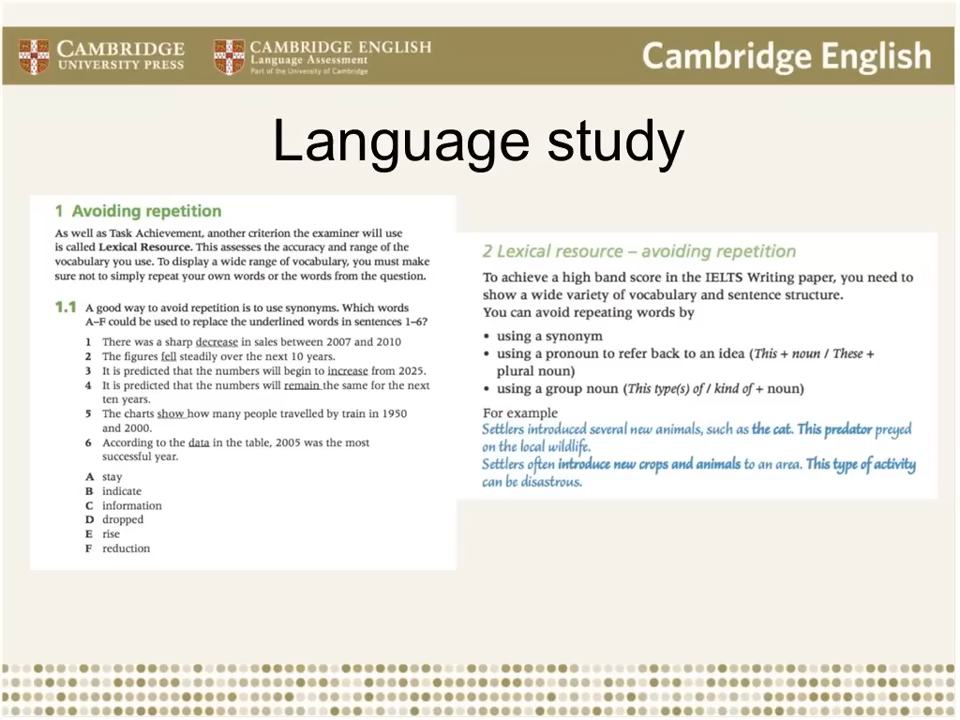 CAMBRIDGE
UNIVERSITY PRESS
CAMBRIDGE ENGLISH
Language Assessment
Part of the University of Cambridge
Cambridge English
Language study
1 Avoiding repetition
As well as Task Achievement, another criterion the examiner will use
is called Lexical Resource. This assesses the accuracy and range of the
vocabulary you use. To display a wide range of vocabulary, you must make
sure not to simply repeat your own words or the words from the question.
1.1 A good way to avoid repetition is to use synonyms. Which words
A–F could be used to replace the underlined words in sentences 1–6?
1 There was a sharp decrease in sales between 2007 and 2010
2 The figures fell steadily over the next 10 years.
3 It is predicted that the numbers will begin to increase from 2025.
4 It is predicted that the numbers will remain the same for the next
ten years.
5 The charts show how many people travelled by train in 1950
and 2000.
6 According to the data in the table, 2005 was the most
successful year.
A stay
B indicate
C information
D dropped
E rise
F reduction
2 Lexical resource – avoiding repetition
To achieve a high band score in the IELTS Writing paper, you need to
show a wide variety of vocabulary and sentence structure.
You can avoid repeating words by
• using a synonym
• using a pronoun to refer back to an idea (This + noun / These +
plural noun)
• using a group noun (This type(s) of / kind of + noun)
For example
Settlers introduced several new animals, such as the cat. This predator preyed
on the local wildlife.
Settlers often introduce new crops and animals to an area. This type of activity
can be disastrous.